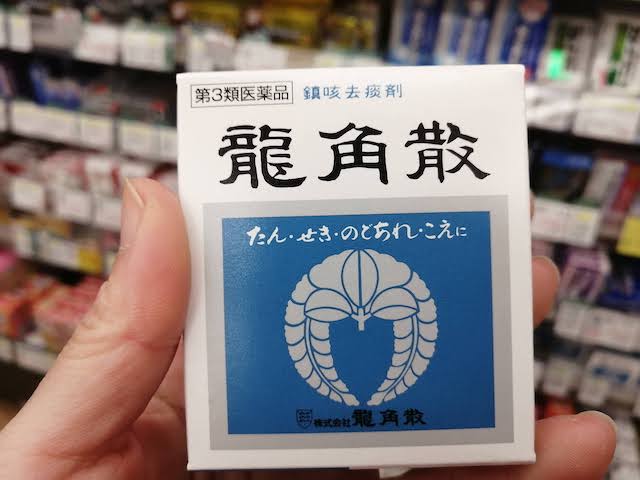 第3類医薬品 鎮咳去痰剤
龍角散
たん・せき・のどあれ・こえに
株式会社 龍角散